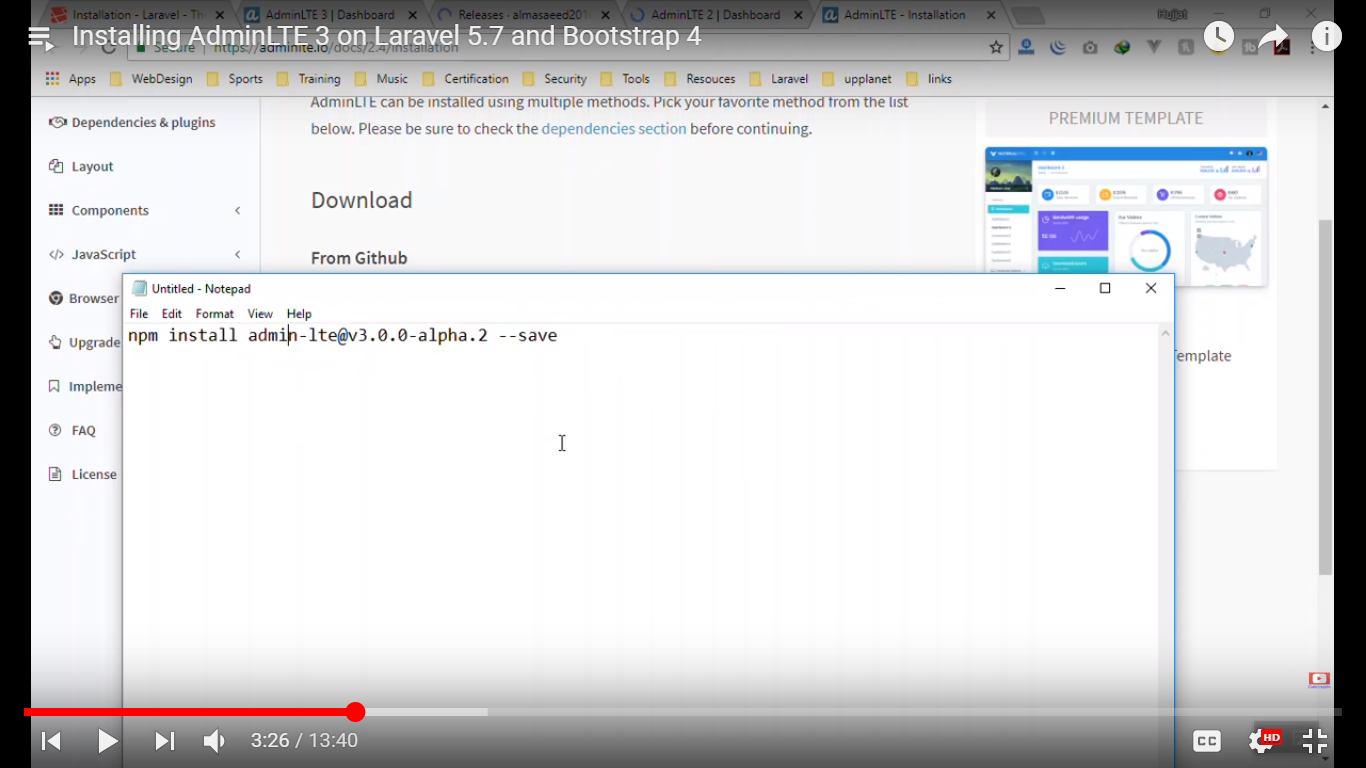 Installation - Laravel - Th
AdminLTE 3 | Dashboard
Releases · almasaeed201
AdminLTE 2 | Dashboard
AdminLTE - Installation
Hujjat
Installing AdminLTE 3 on Laravel 5.7 and Bootstrap 4
Secure
https://adminlte.io/docs/2.4/installation
Apps
WebDesign
Sports
Training
Music
Certification
Security
Tools
Resouces
Laravel
upplanet
links
Dependencies & plugins
Layout
Components
JavaScript
Browser
Upgrade
Impleme
FAQ
License
AdminLTE can be installed using multiple methods. Pick your favorite method from the list
below. Please be sure to check the dependencies section before continuing.
Download
From Github
PREMIUM TEMPLATE
Template
Untitled - Notepad
File Edit Format View Help
npm install admin-lte@v3.0.0-alpha.2 --save
3:26 / 13:40
CC
HD